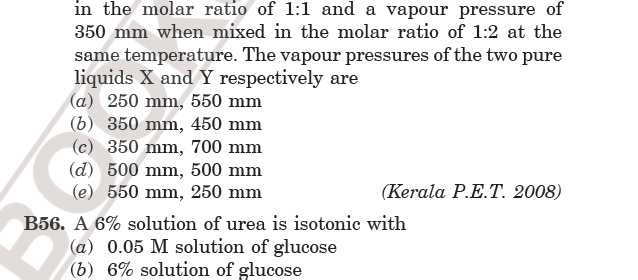 in the molar ratio of 1:1 and a vapour pressure of
350 mm when mixed in the molar ratio of 1:2 at the
same temperature. The vapour pressures of the two pure
liquids X and Y respectively are
(a) 250 mm, 550 mm
(b) 350 mm, 450 mm
(c) 350 mm, 700 mm
(d) 500 mm, 500 mm
(e) 550 mm, 250 mm (Kerala P.E.T. 2008)
B56. A 6% solution of urea is isotonic with
(a) 0.05 M solution of glucose
(b) 6% solution of glucose
BOOK